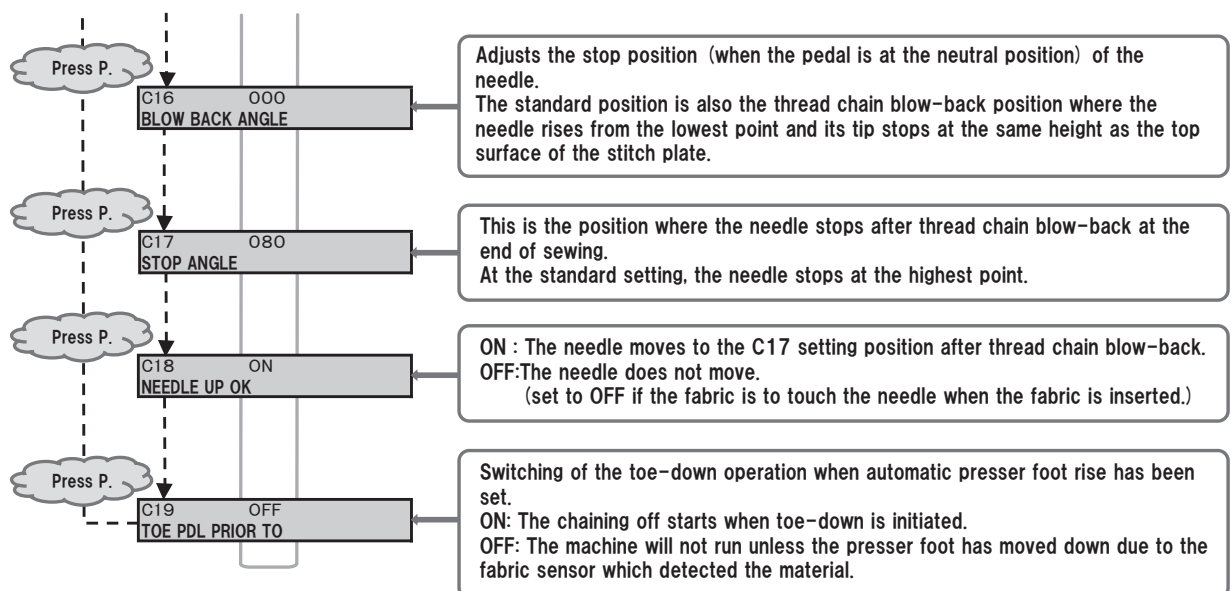 Press P.
C16 000
BLOW BACK ANGLE
Adjusts the stop position (when the pedal is at the neutral position) of the
needle.
The standard position is also the thread chain blow-back position where the
needle rises from the lowest point and its tip stops at the same height as the top
surface of the stitch plate.
Press P.
C17 080
STOP ANGLE
This is the position where the needle stops after thread chain blow-back at the
end of sewing.
At the standard setting, the needle stops at the highest point.
Press P.
C18 ON
NEEDLE UP OK
ON : The needle moves to the C17 setting position after thread chain blow-back.
OFF:The needle does not move.
(set to OFF if the fabric is to touch the needle when the fabric is inserted.)
Press P.
C19 OFF
TOE PDL PRIOR TO
Switching of the toe-down operation when automatic presser foot rise has been
set.
ON: The chaining off starts when toe-down is initiated.
OFF: The machine will not run unless the presser foot has moved down due to the
fabric sensor which detected the material.